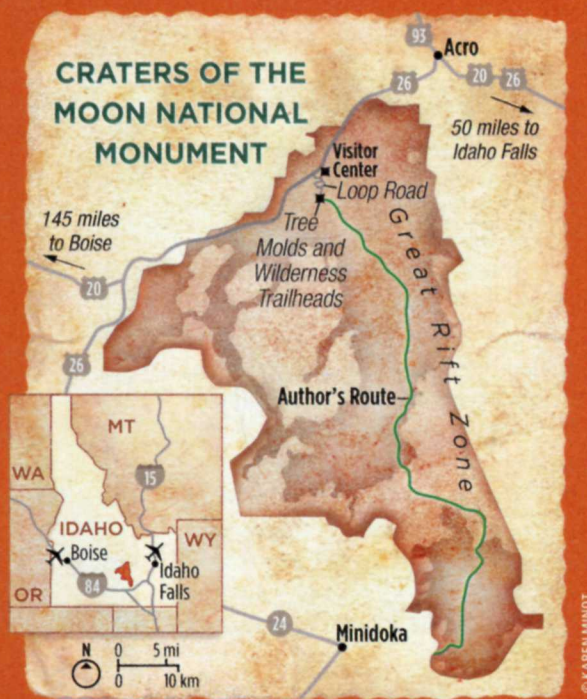 93
Acro
26
20
26
CRATERS OF THE
MOON NATIONAL
MONUMENT
50 miles to
Idaho Falls
Visitor
Center
Loop Road
145 miles
to Boise
Tree
Molds and
Wilderness
Trailheads
Great Rift Zone
20
26
Author's Route
MT
WA
15
IDAHO
WY
Boise
Idaho
Falls
OR
84
24
Minidoka
N
0 5 mi
0 10 km